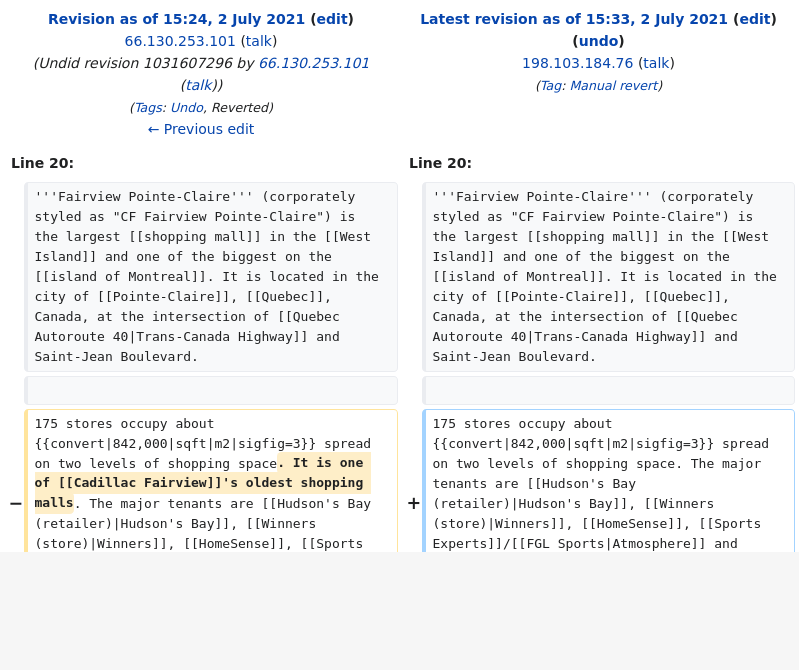 Revision as of 15:24, 2 July 2021 (edit)
66.130.253.101 (talk)
(Undid revision 1031607296 by 66.130.253.101
(talk))
(Tags: Undo, Reverted)
← Previous edit
Latest revision as of 15:33, 2 July 2021 (edit)
(undo)
198.103.184.76 (talk)
(Tag: Manual revert)
Line 20:
'''Fairview Pointe-Claire''' (corporately
styled as "CF Fairview Pointe-Claire") is
the largest [[shopping mall]] in the [[West
Island]] and one of the biggest on the
[[island of Montreal]]. It is located in the
city of [[Pointe-Claire]], [[Quebec]],
Canada, at the intersection of [[Quebec
Autoroute 40|Trans-Canada Highway]] and
Saint-Jean Boulevard.
− 175 stores occupy about
{{convert|842,000|sqft|m2|sigfig=3}} spread
on two levels of shopping space. It is one
of [[Cadillac Fairview]]'s oldest shopping
malls. The major tenants are [[Hudson's Bay
(retailer)|Hudson's Bay]], [[Winners
(store)|Winners]], [[HomeSense]], [[Sports
Line 20:
'''Fairview Pointe-Claire''' (corporately
styled as "CF Fairview Pointe-Claire") is
the largest [[shopping mall]] in the [[West
Island]] and one of the biggest on the
[[island of Montreal]]. It is located in the
city of [[Pointe-Claire]], [[Quebec]],
Canada, at the intersection of [[Quebec
Autoroute 40|Trans-Canada Highway]] and
Saint-Jean Boulevard.
+ 175 stores occupy about
{{convert|842,000|sqft|m2|sigfig=3}} spread
on two levels of shopping space. The major
tenants are [[Hudson's Bay
(retailer)|Hudson's Bay]], [[Winners
(store)|Winners]], [[HomeSense]], [[Sports
Experts]]/[[FGL Sports|Atmosphere]] and